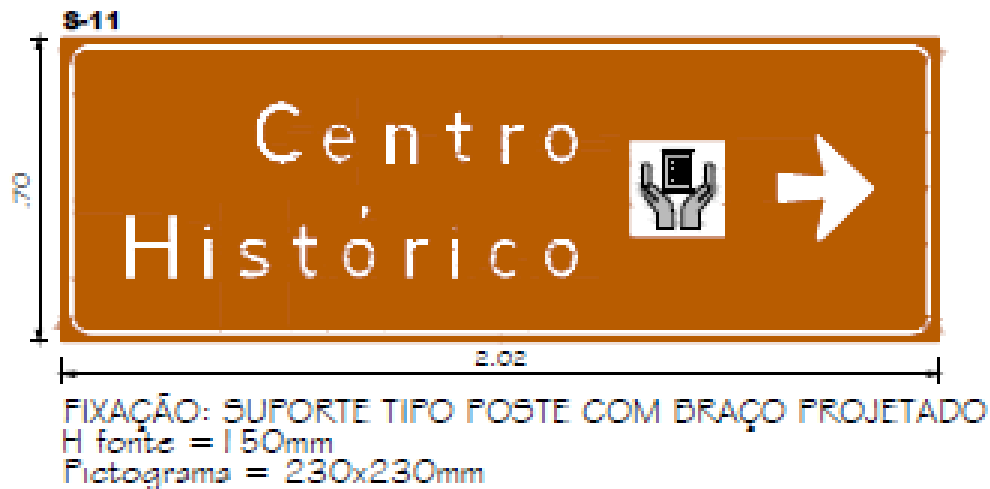 S-11
Centro
Histórico
.70
2.02
FIXAÇÃO: SUPORTE TIPO POSTE COM BRAÇO PROJETADO
H fonte =150mm
Pictograma = 230x230mm